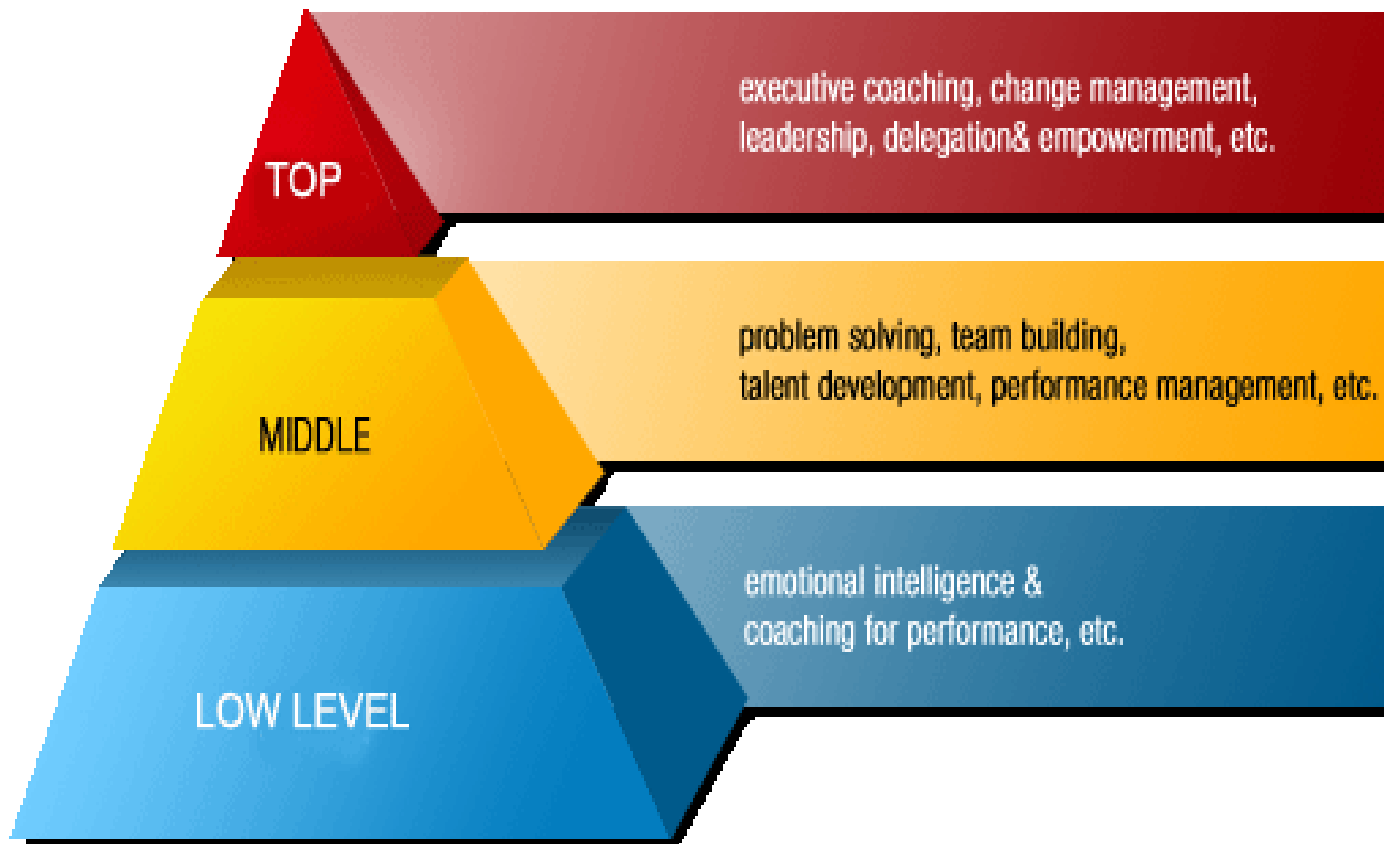 TOP
executive coaching, change management,
leadership, delegation& empowerment, etc.
MIDDLE
problem solving, team building,
talent development, performance management, etc.
LOW LEVEL
emotional intelligence &
coaching for performance, etc.